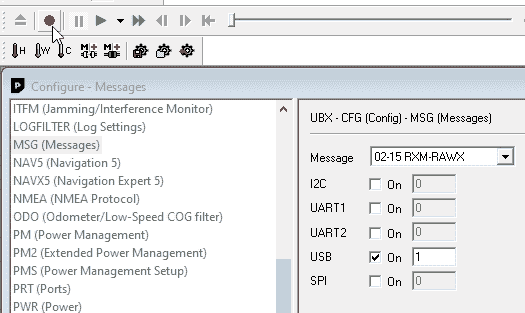 H W C M M
P Configure - Messages
ITFM (Jamming/Interference Monitor)
LOGFILTER (Log Settings)
MSG (Messages)
NAV5 (Navigation 5)
NAVX5 (Navigation Expert 5)
NMEA (NMEA Protocol)
ODO (Odometer/Low-Speed COG filter)
PM (Power Management)
PM2 (Extended Power Management)
PMS (Power Management Setup)
PRT (Ports)
PWR (Power)
UBX - CFG (Config) - MSG (Messages)
Message 02-15 RXM-RAWX
I2C On 0
UART1 On 0
UART2 On 0
USB On 1
SPI On 0